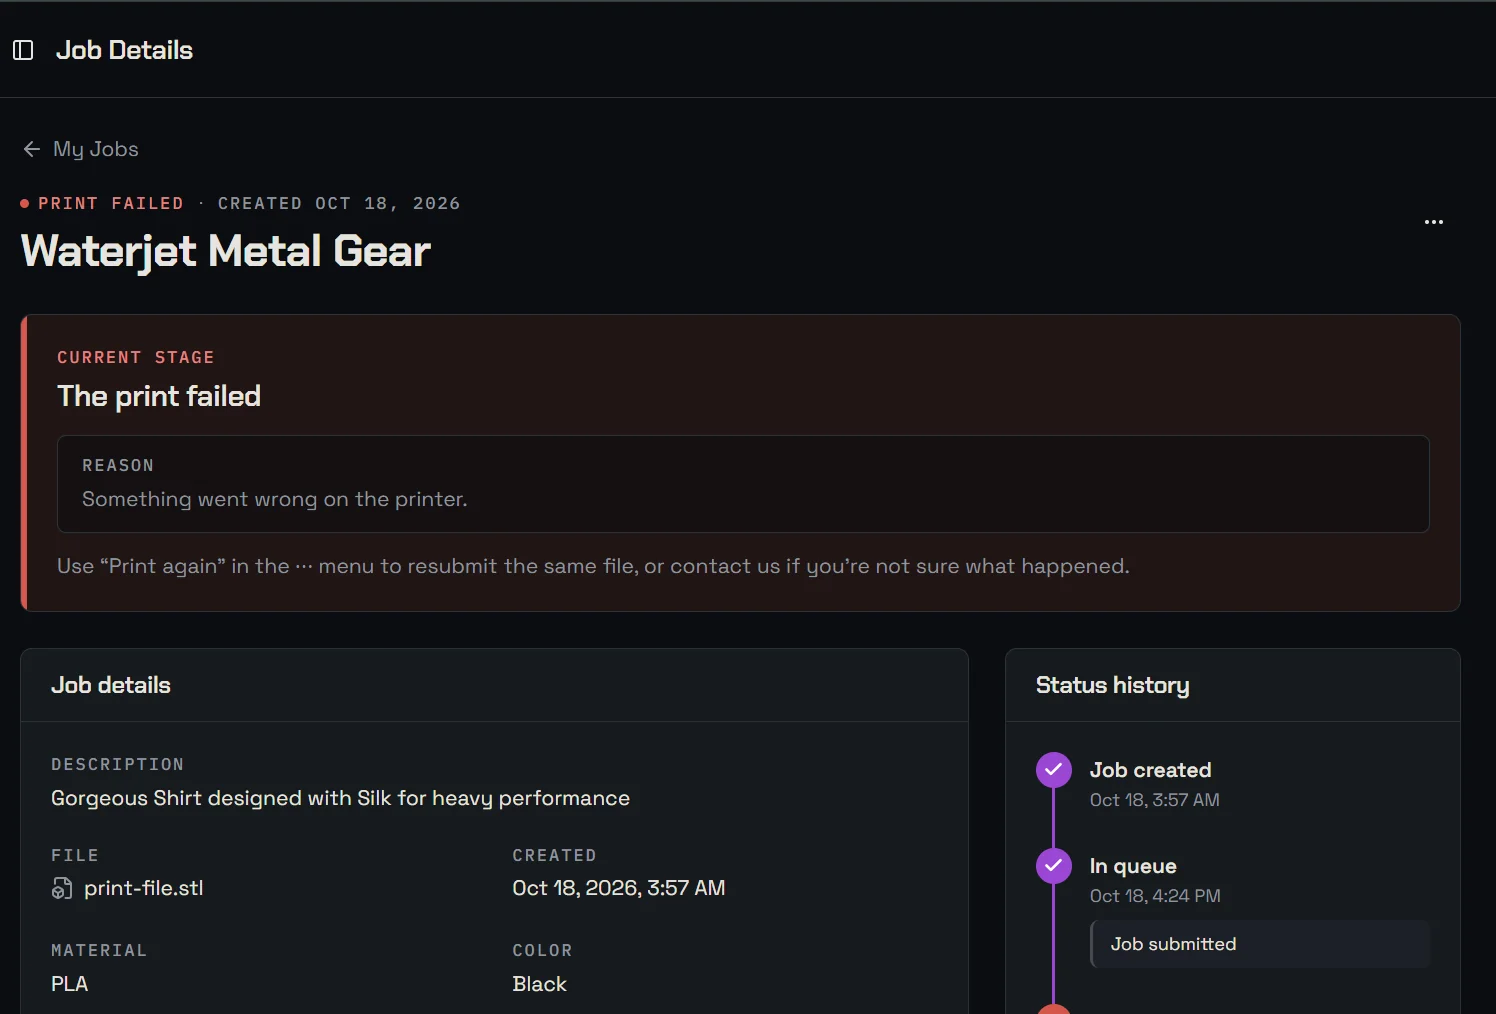 Job Details
My Jobs
PRINT FAILED · CREATED OCT 18, 2026
Waterjet Metal Gear
CURRENT STAGE
The print failed
REASON
Something went wrong on the printer.
Use “Print again” in the ··· menu to resubmit the same file, or contact us if you’re not sure what happened.
Job details
DESCRIPTION
Gorgeous Shirt designed with Silk for heavy performance
FILE
print-file.stl
CREATED
Oct 18, 2026, 3:57 AM
MATERIAL
PLA
COLOR
Black
Status history
Job created
Oct 18, 3:57 AM
In queue
Oct 18, 4:24 PM
Job submitted